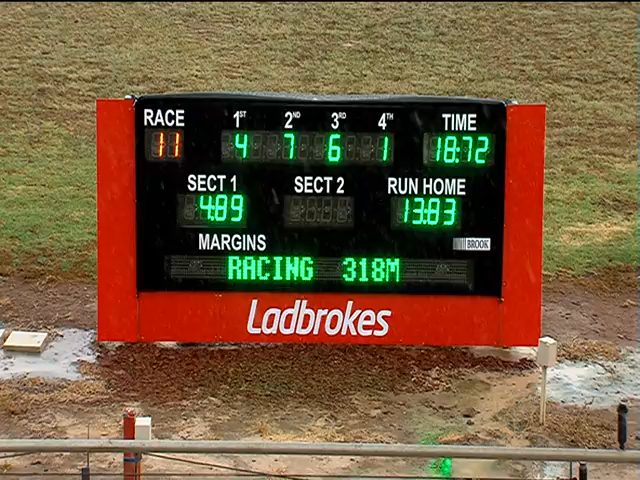 RACE 1ST 2ND 3RD 4TH TIME
11 4 7 6 1 18:72
SECT 1 SECT 2 RUN HOME
4.89 13.83
MARGINS BROOK
RACING 318M
Ladbrokes